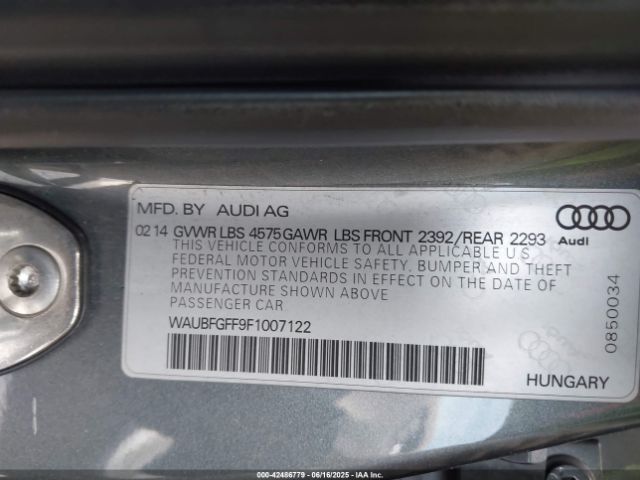 MFD. BY AUDI AG
02 14 GVWR LBS 4575 GAWR LBS FRONT 2392/REAR 2293
THIS VEHICLE CONFORMS TO ALL APPLICABLE U S
FEDERAL MOTOR VEHICLE SAFETY, BUMPER AND THEFT
PREVENTION STANDARDS IN EFFECT ON THE DATE OF
MANUFACTURE SHOWN ABOVE
PASSENGER CAR
WAUBFGFF9F1007122
Audi
0850034
HUNGARY
000-42486779 - 06/16/2025 - IAAI.COM